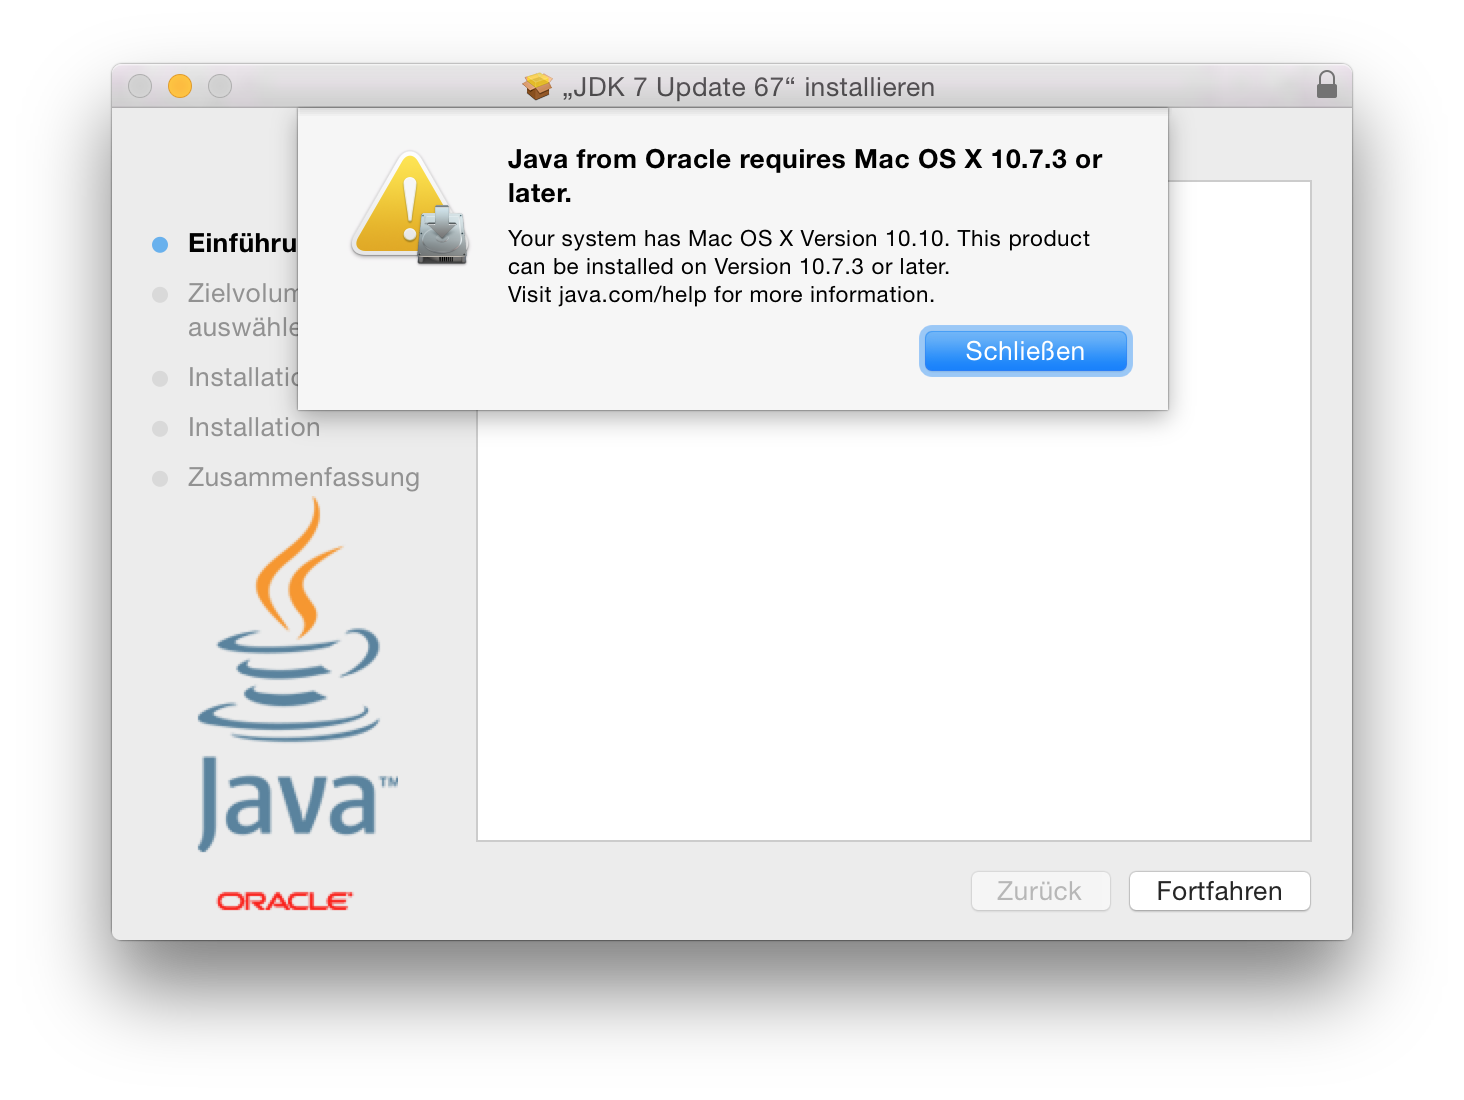 „JDK 7 Update 67“ installieren
Java from Oracle requires Mac OS X 10.7.3 or
later.
Your system has Mac OS X Version 10.10. This product
can be installed on Version 10.7.3 or later.
Visit java.com/help for more information.
Schließen
Einführu
Zielvolum
auswähle
Installatio
Installation
Zusammenfassung
Java™
ORACLE
Zurück
Fortfahren